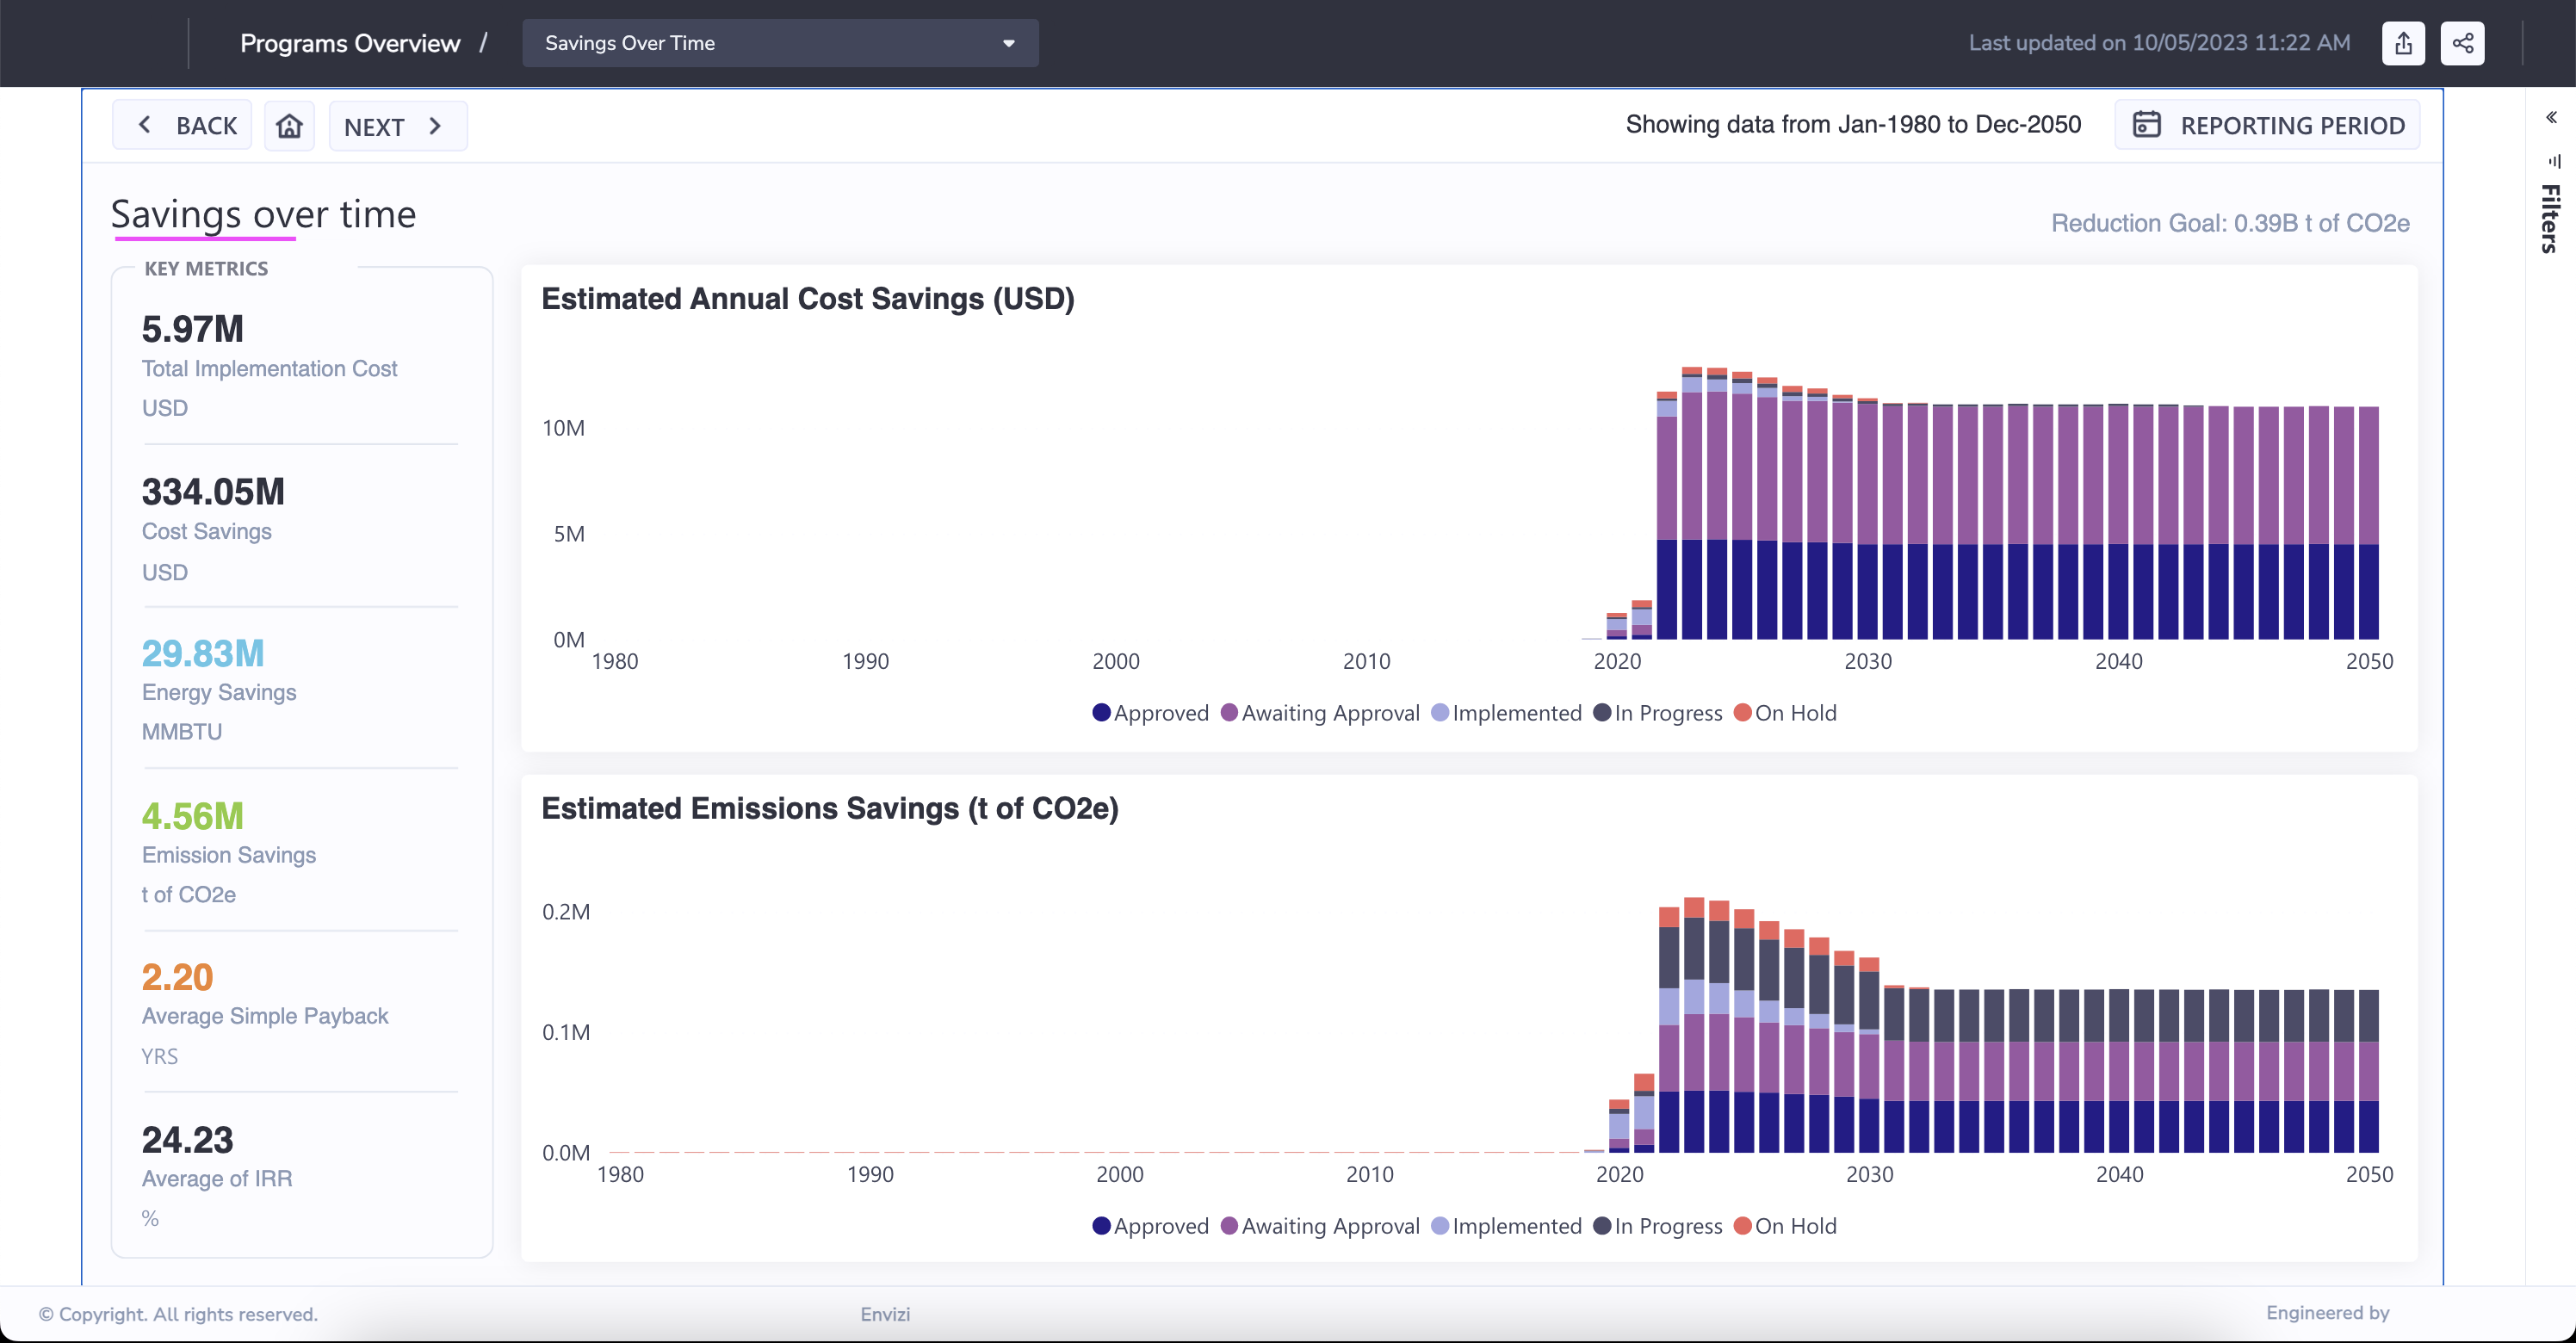 Programs Overview /
Savings Over Time
Last updated on 10/05/2023 11:22 AM
BACK
NEXT
Showing data from Jan-1980 to Dec-2050
REPORTING PERIOD
Filters
Savings over time
Reduction Goal: 0.39B t of CO2e
KEY METRICS
5.97M
Total Implementation Cost
USD
334.05M
Cost Savings
USD
29.83M
Energy Savings
MMBTU
4.56M
Emission Savings
t of CO2e
2.20
Average Simple Payback
YRS
24.23
Average of IRR
%
Estimated Annual Cost Savings (USD)
10M
5M
0M
1980 1990 2000 2010 2020 2030 2040 2050
Approved Awaiting Approval Implemented In Progress On Hold
Estimated Emissions Savings (t of CO2e)
0.2M
0.1M
0.0M
1980 1990 2000 2010 2020 2030 2040 2050
Approved Awaiting Approval Implemented In Progress On Hold
© Copyright. All rights reserved.
Envizi
Engineered by